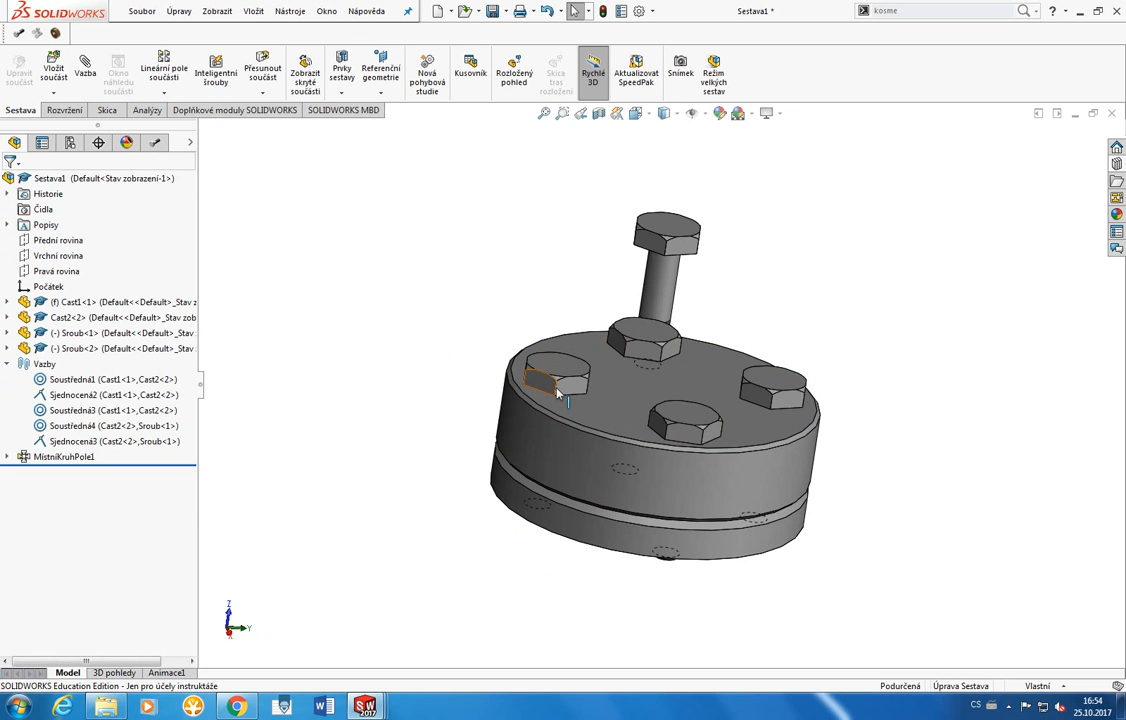 SOLIDWORKS
Soubor Úpravy Zobrazit Vložit Nástroje Okno Nápověda
Sestava1 *
kosme
Upravit součást
Vložit součást
Vazba
Okno náhledu součásti
Lineární pole součásti
Inteligentní šrouby
Přesunout součást
Zobrazit skryté součásti
Prvky sestavy
Referenční geometrie
Nová pohybová studie
Kusovník
Rozložený pohled
Skica tras rozložení
Rychlé 3D
Aktualizovat SpeedPak
Snímek
Režim velkých sestav
Sestava Rozvržení Skica Analýzy Doplňkové moduly SOLIDWORKS SOLIDWORKS MBD
Sestava1 (Default<Stav zobrazení-1>)
Historie
Čidla
Popisy
Přední rovina
Vrchní rovina
Pravá rovina
Počátek
(f) Cast1<1> (Default<<Default>_Stav z
Cast2<2> (Default<<Default>_Stav zob
(-) Sroub<1> (Default<<Default>_Stav
(-) Sroub<2> (Default<<Default>_Stav
Vazby
Soustředná1 (Cast1<1>,Cast2<2>)
Sjednocená2 (Cast1<1>,Cast2<2>)
Soustředná3 (Cast1<1>,Cast2<2>)
Soustředná4 (Cast2<2>,Sroub<1>)
Sjednocená3 (Cast2<2>,Sroub<1>)
MístníKruhPole1
Z
Y
X
Model 3D pohledy Animace1
SOLIDWORKS Education Edition - Jen pro účely instruktáže
Podurčená Úprava Sestava Vlastní
SW 2017
CS
16:54
25.10.2017